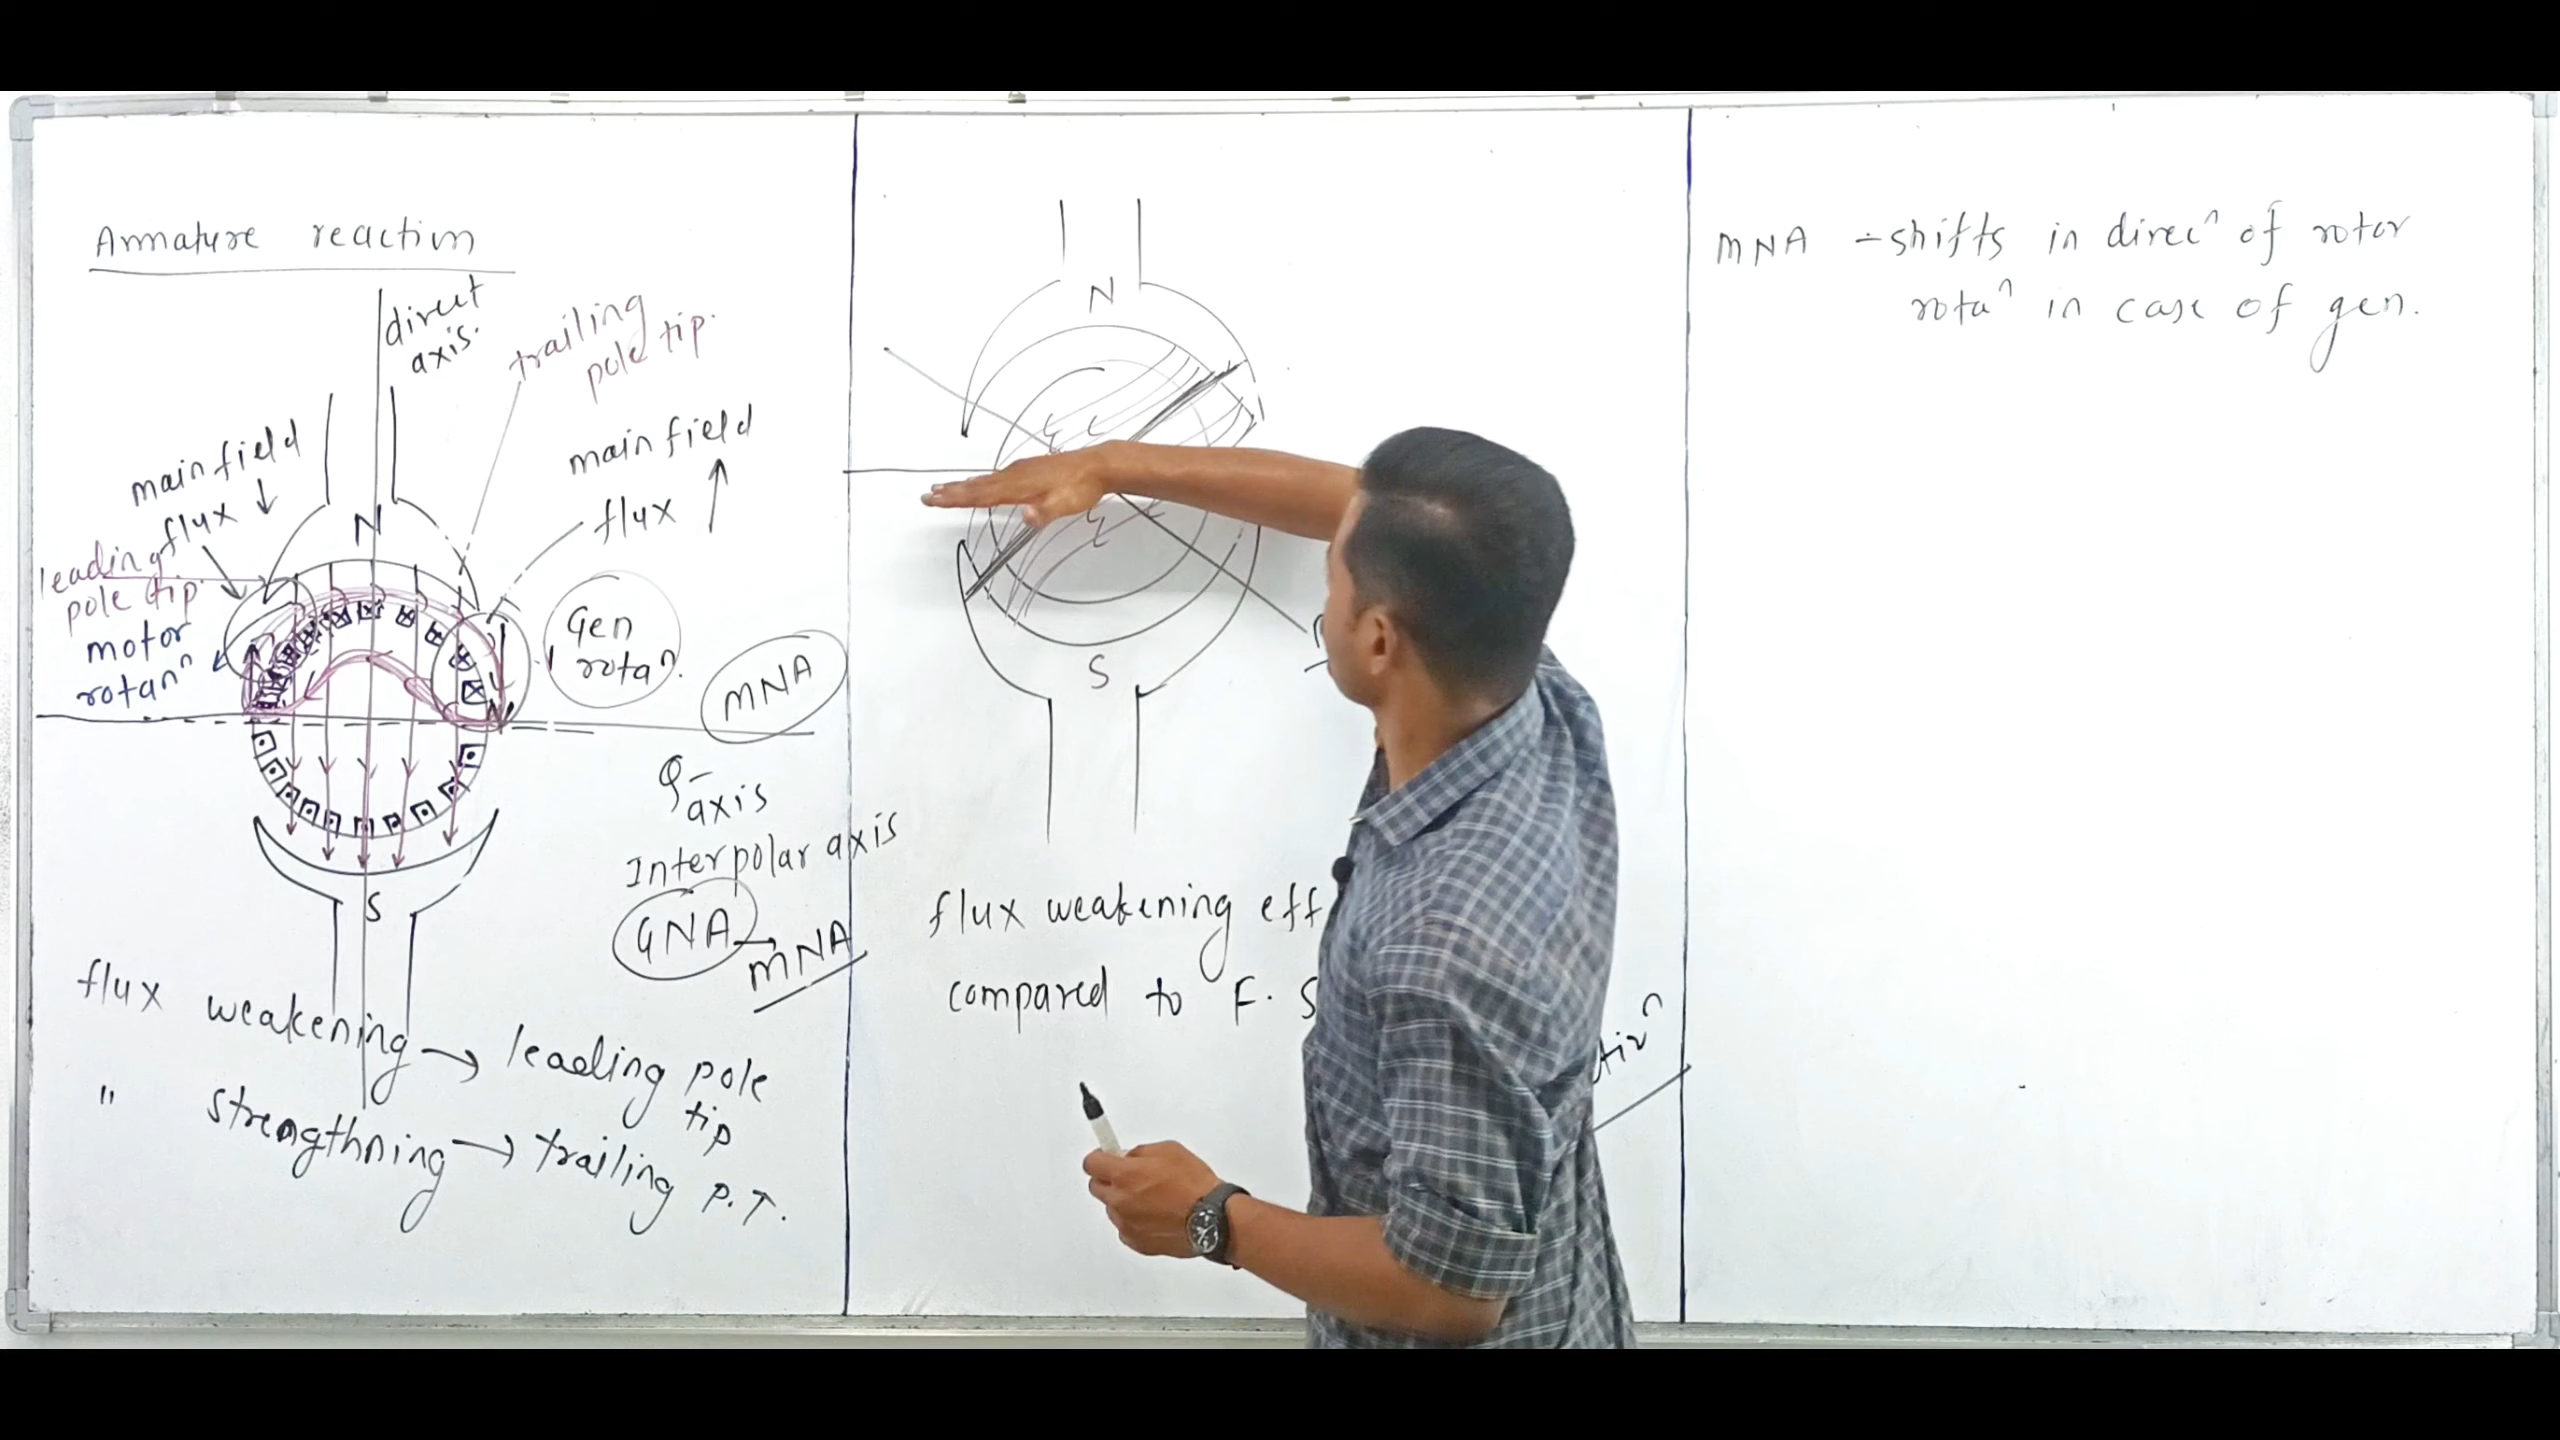 Armature reaction
direct
axis.
trailing
pole tip.
main field
flux ↓
main field
flux ↑
N
leading
pole tip.
motor
rotanⁿ
Gen
rotaⁿ.
MNA
Q-
axis
Interpolar axis
GNA → MNA
S
flux weakening → leading pole
tip
" strengthning → trailing P.T.
N
S
flux weakening eff
compared to F. S
MNA - shifts in direcⁿ of rotor
rotaⁿ in case of gen.